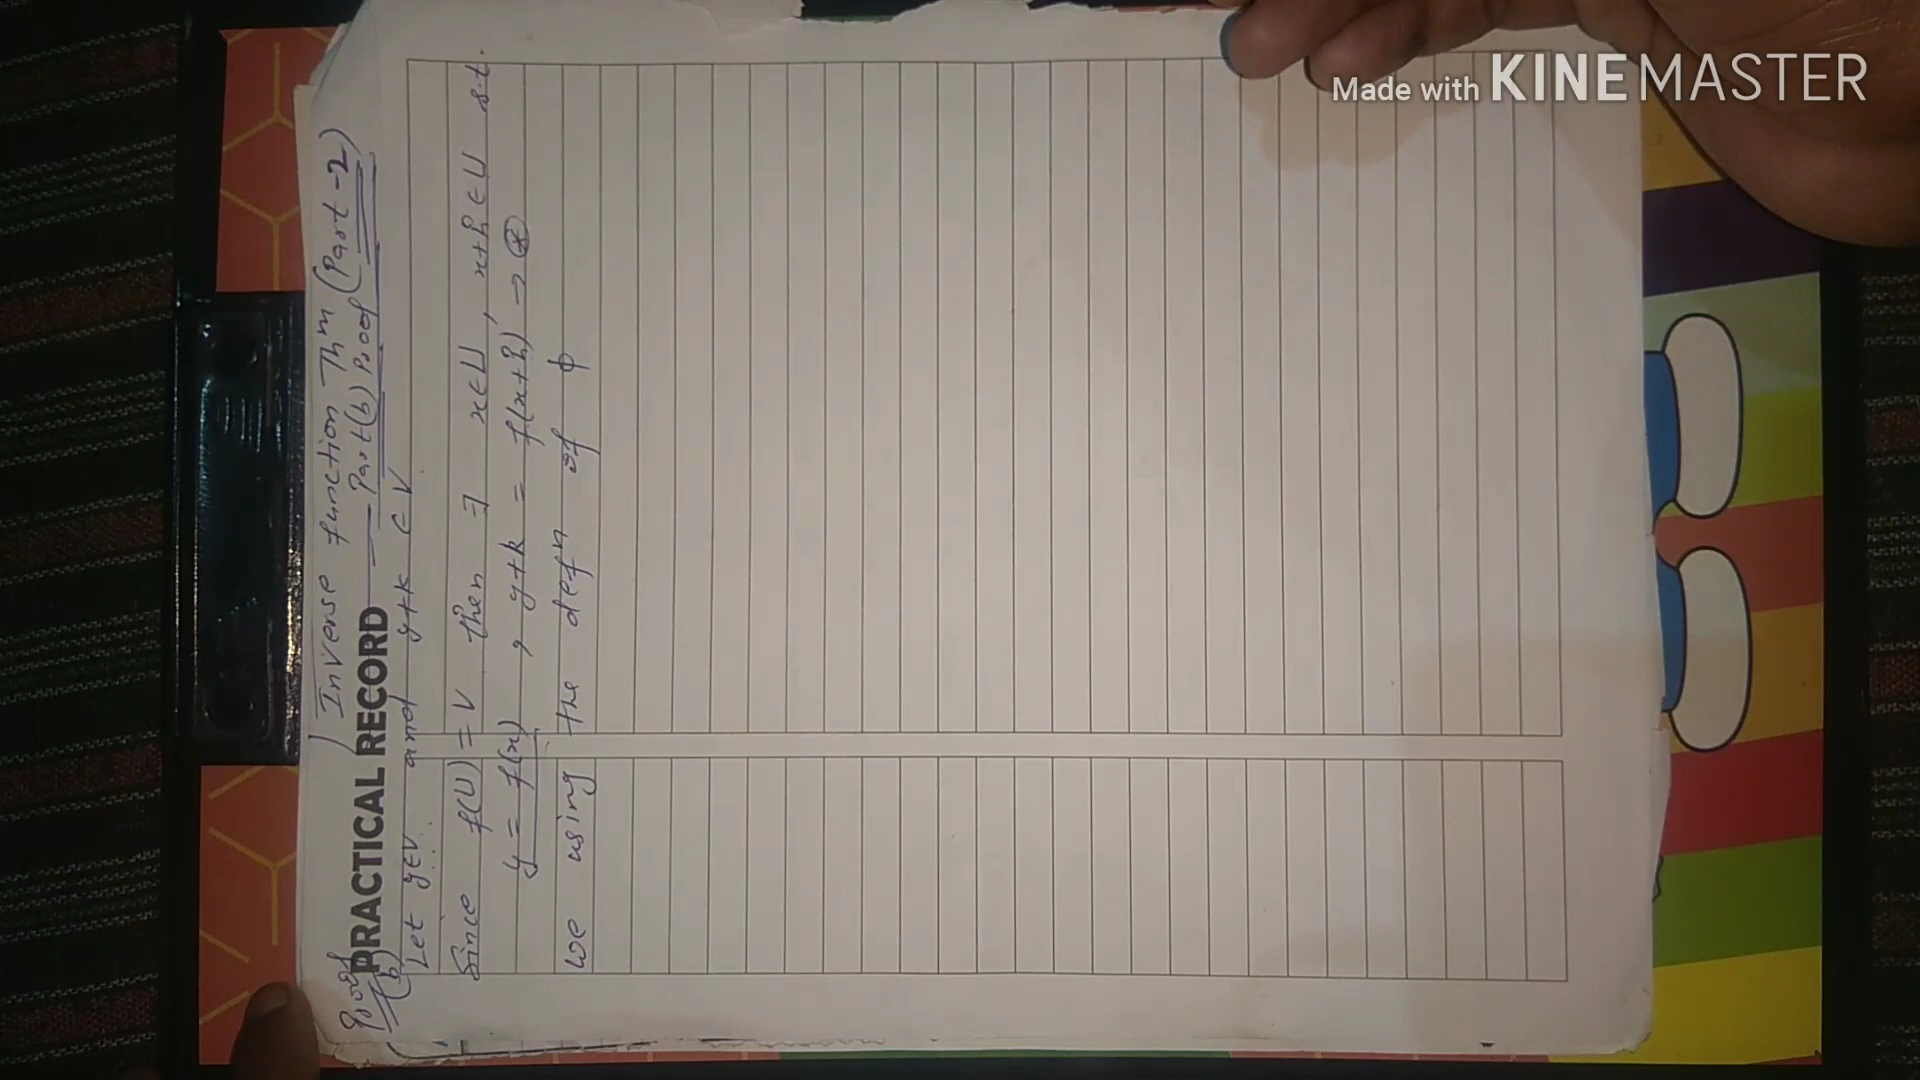 Made with KINEMASTER
Inverse function Thm (Part-2)
Proof
PRACTICAL RECORD
— Part(b) Proof
(b)
Let y∈V and y+k ⊂ V
Since f(U) = V then ∃ x∈U, x+h∈U s.t.
y = f(x) , y+k = f(x+h) → ⊛
we using the defn of φ